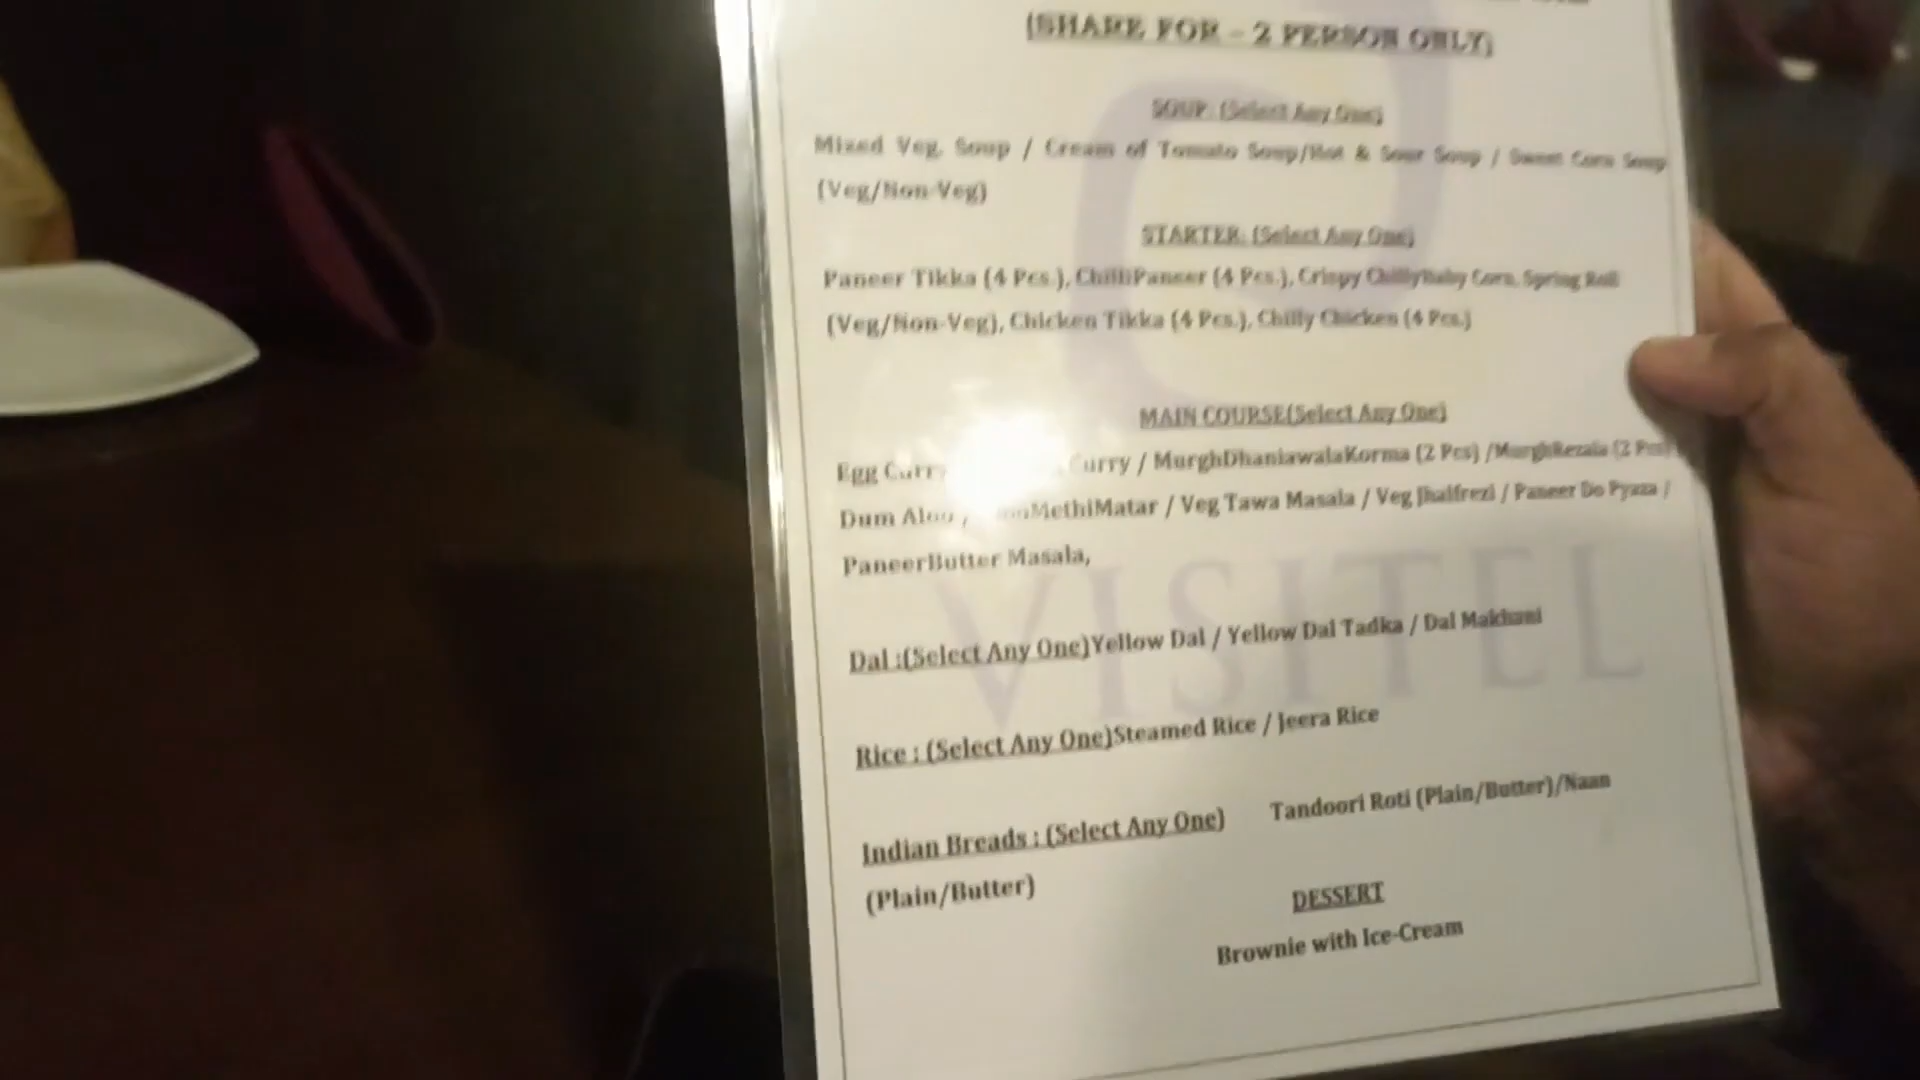 (SHARE FOR - 2 PERSON ONLY)
SOUP: (Select Any One)
Mixed Veg. Soup / Cream of Tomato Soup/Hot & Sour Soup / Sweet Corn Soup
(Veg/Non-Veg)
STARTER: (Select Any One)
Paneer Tikka (4 Pcs.), ChilliPaneer (4 Pcs.), Crispy ChillyBaby Corn, Spring Roll
(Veg/Non-Veg), Chicken Tikka (4 Pcs.), Chilly Chicken (4 Pcs.)
MAIN COURSE(Select Any One)
Egg Curry Curry / MurghDhaniawalaKorma (2 Pcs) /MurghRezala (2 Pcs)
Dum Aloo / MethiMatar / Veg Tawa Masala / Veg Jhalfrezi / Paneer Do Pyaza /
PaneerButter Masala,
VISITEL
Dal :(Select Any One)Yellow Dal / Yellow Dal Tadka / Dal Makhani
Rice : (Select Any One)Steamed Rice / Jeera Rice
Indian Breads : (Select Any One) Tandoori Roti (Plain/Butter)/Naan
(Plain/Butter)
DESSERT
Brownie with Ice-Cream